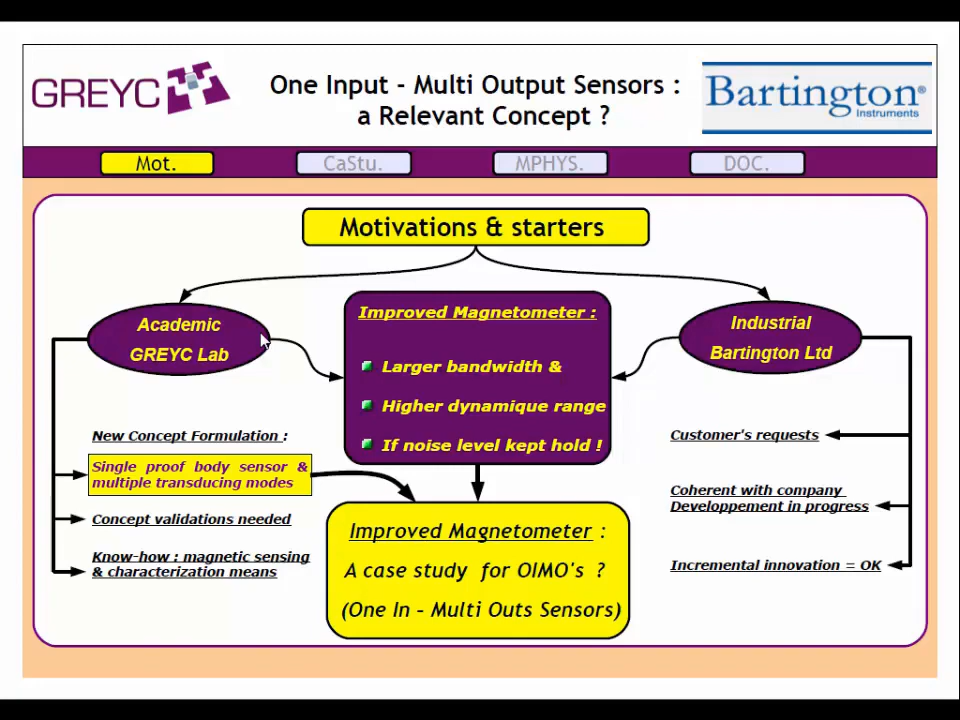 GREYC
One Input - Multi Output Sensors :
a Relevant Concept ?
Bartington®
Instruments
Mot.
CaStu.
MPHYS.
DOC.
Motivations & starters
Academic
GREYC Lab
Improved Magnetometer :
Larger bandwidth &
Higher dynamique range
If noise level kept hold !
Industrial
Bartington Ltd
New Concept Formulation :
Single proof body sensor &
multiple transducing modes
Concept validations needed
Know-how : magnetic sensing
& characterization means
Improved Magnetometer :
A case study for OIMO's ?
(One In – Multi Outs Sensors)
Customer's requests
Coherent with company
Developpement in progress
Incremental innovation = OK